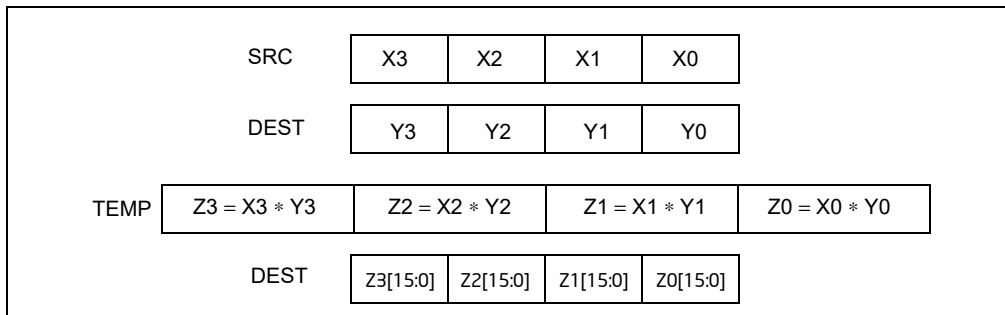 SRC X3 X2 X1 X0
DEST Y3 Y2 Y1 Y0
TEMP Z3 = X3 ∗ Y3 Z2 = X2 ∗ Y2 Z1 = X1 ∗ Y1 Z0 = X0 ∗ Y0
DEST Z3[15:0] Z2[15:0] Z1[15:0] Z0[15:0]